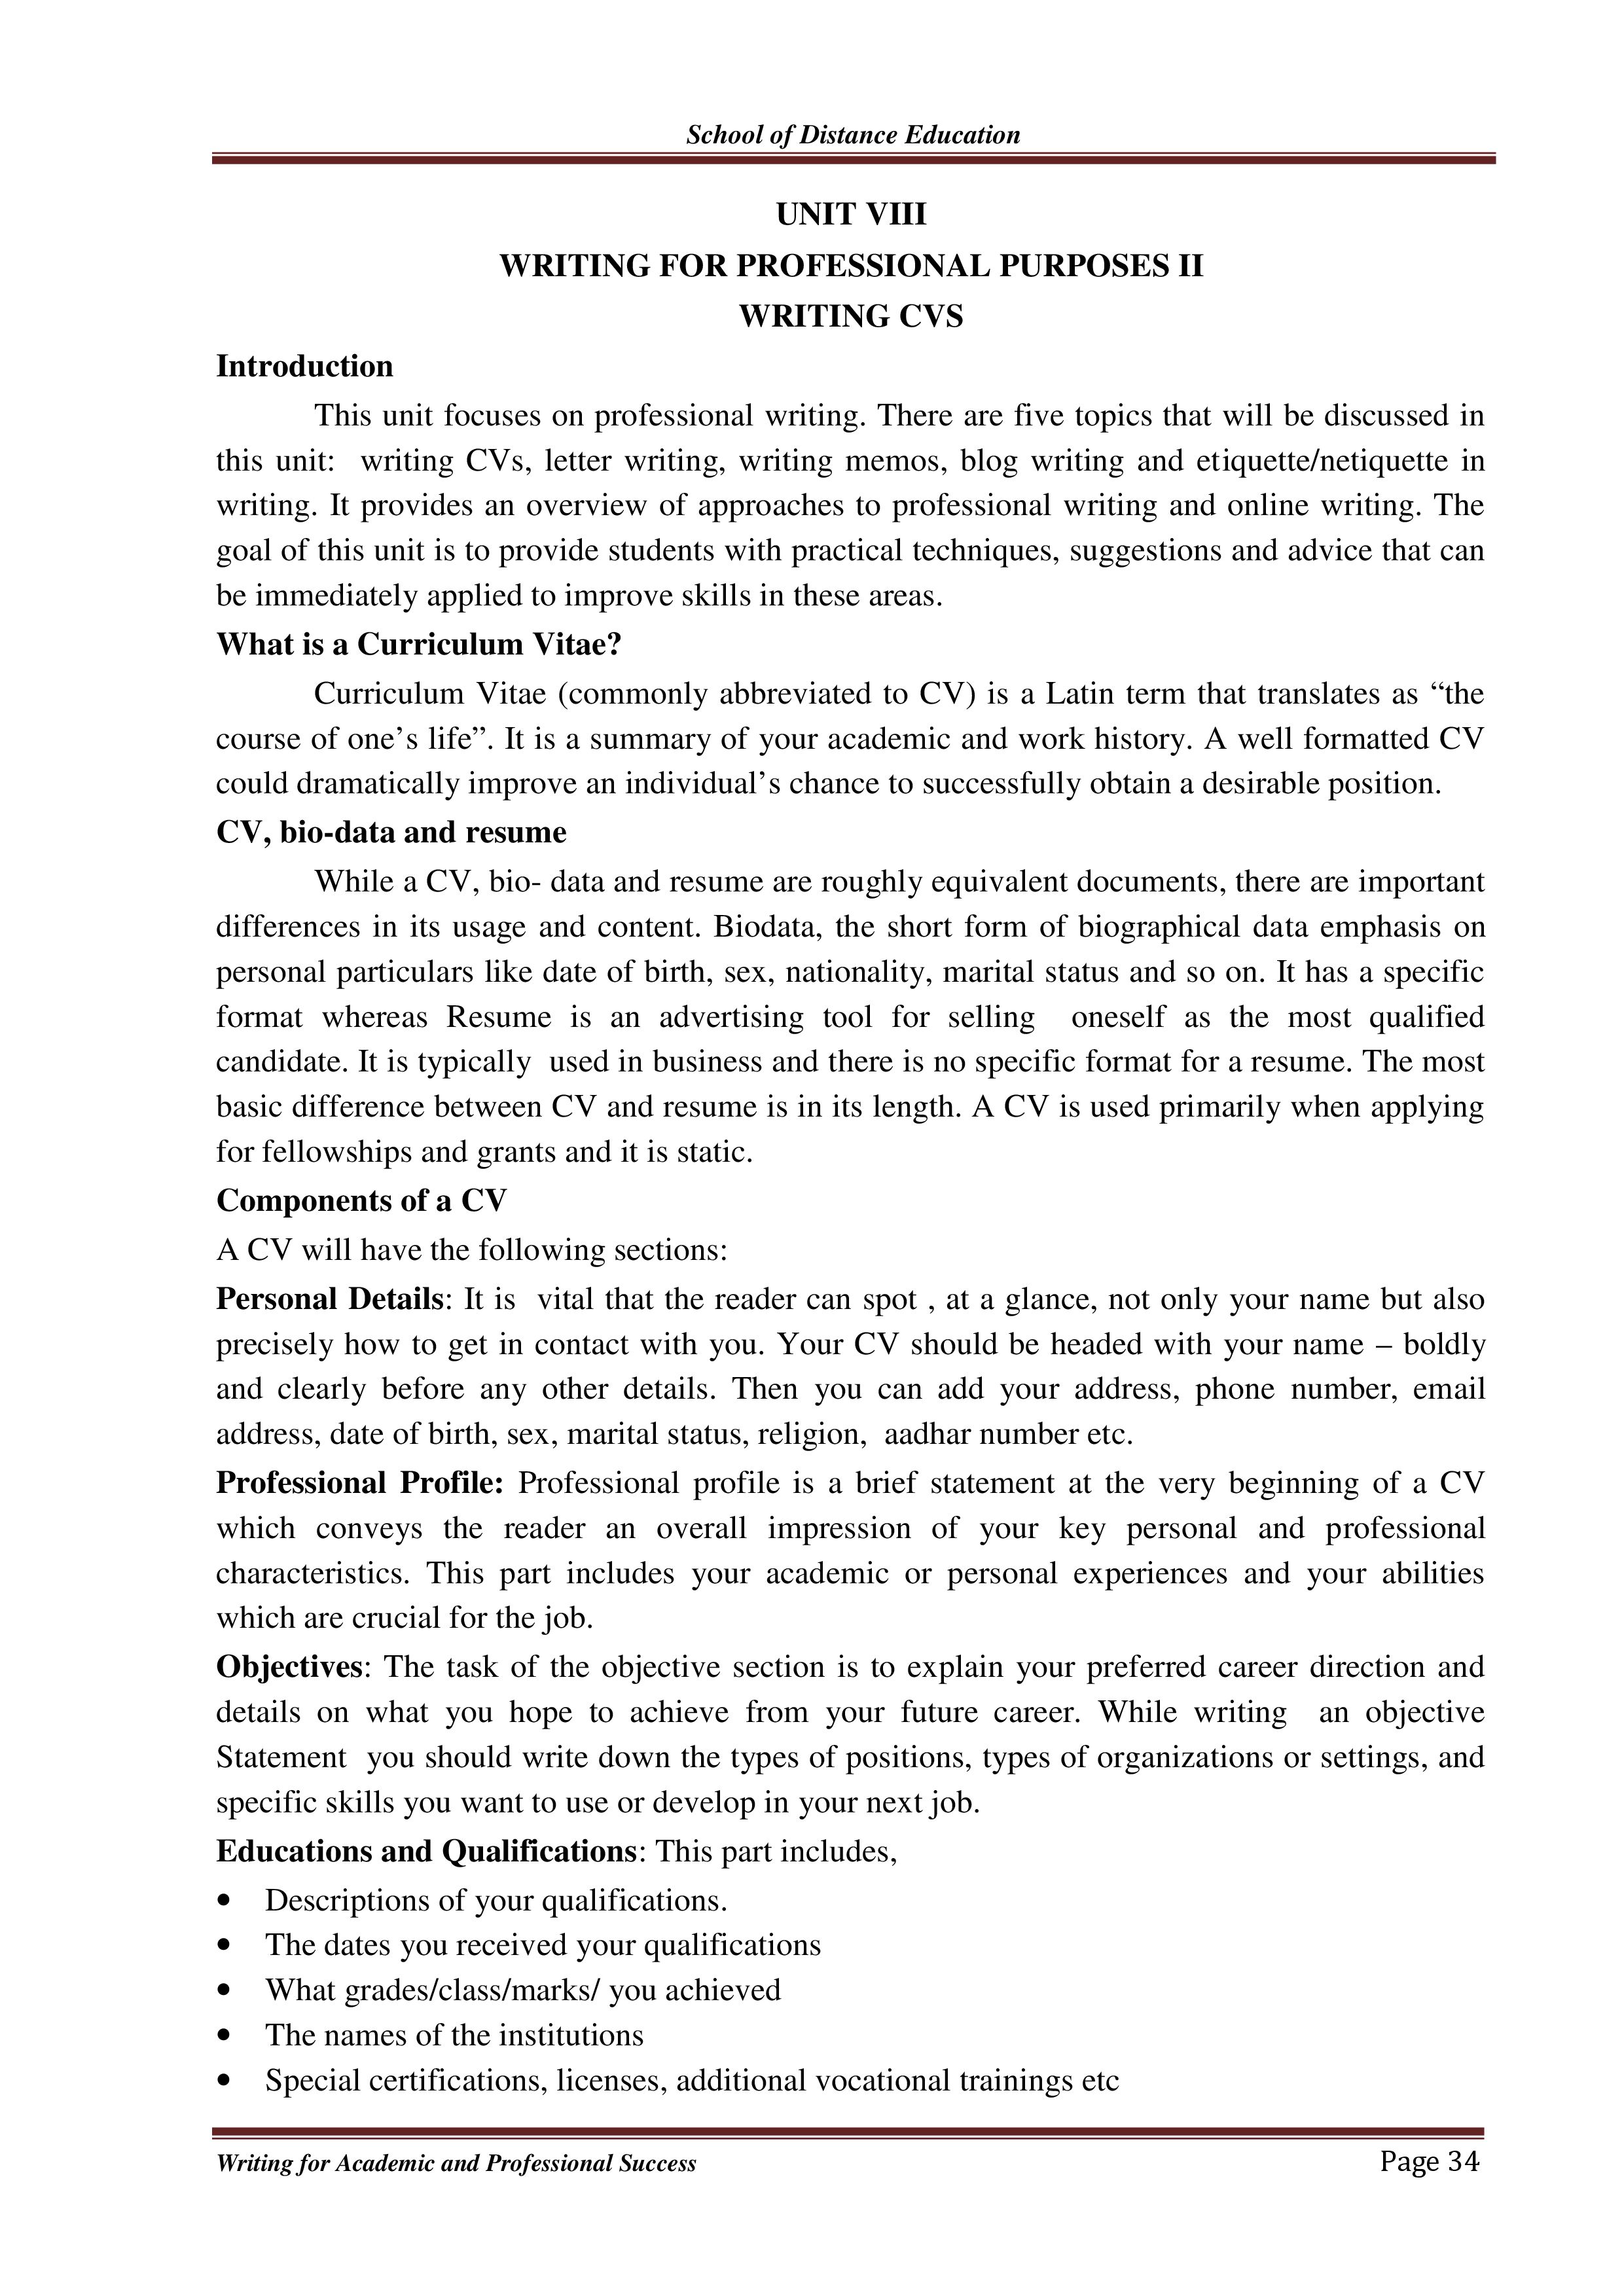 School of Distance Education
UNIT VIII
WRITING FOR PROFESSIONAL PURPOSES II
WRITING CVS
Introduction
This unit focuses on professional writing. There are five topics that will be discussed in
this unit:  writing CVs, letter writing, writing memos, blog writing and etiquette/netiquette in
writing. It provides an overview of approaches to professional writing and online writing. The
goal of this unit is to provide students with practical techniques, suggestions and advice that can
be immediately applied to improve skills in these areas.
What is a Curriculum Vitae?
Curriculum Vitae (commonly abbreviated to CV) is a Latin term that translates as “the
course of one’s life”. It is a summary of your academic and work history. A well formatted CV
could dramatically improve an individual’s chance to successfully obtain a desirable position.
CV, bio-data and resume
While a CV, bio- data and resume are roughly equivalent documents, there are important
differences in its usage and content. Biodata, the short form of biographical data emphasis on
personal particulars like date of birth, sex, nationality, marital status and so on. It has a specific
format whereas Resume is an advertising tool for selling  oneself as the most qualified
candidate. It is typically  used in business and there is no specific format for a resume. The most
basic difference between CV and resume is in its length. A CV is used primarily when applying
for fellowships and grants and it is static.
Components of a CV
A CV will have the following sections:
Personal Details: It is  vital that the reader can spot , at a glance, not only your name but also
precisely how to get in contact with you. Your CV should be headed with your name – boldly
and clearly before any other details. Then you can add your address, phone number, email
address, date of birth, sex, marital status, religion,  aadhar number etc.
Professional Profile: Professional profile is a brief statement at the very beginning of a CV
which conveys the reader an overall impression of your key personal and professional
characteristics. This part includes your academic or personal experiences and your abilities
which are crucial for the job.
Objectives: The task of the objective section is to explain your preferred career direction and
details on what you hope to achieve from your future career. While writing  an objective
Statement  you should write down the types of positions, types of organizations or settings, and
specific skills you want to use or develop in your next job.
Educations and Qualifications: This part includes,
• Descriptions of your qualifications.
• The dates you received your qualifications
• What grades/class/marks/ you achieved
• The names of the institutions
• Special certifications, licenses, additional vocational trainings etc
Writing for Academic and Professional Success Page 34